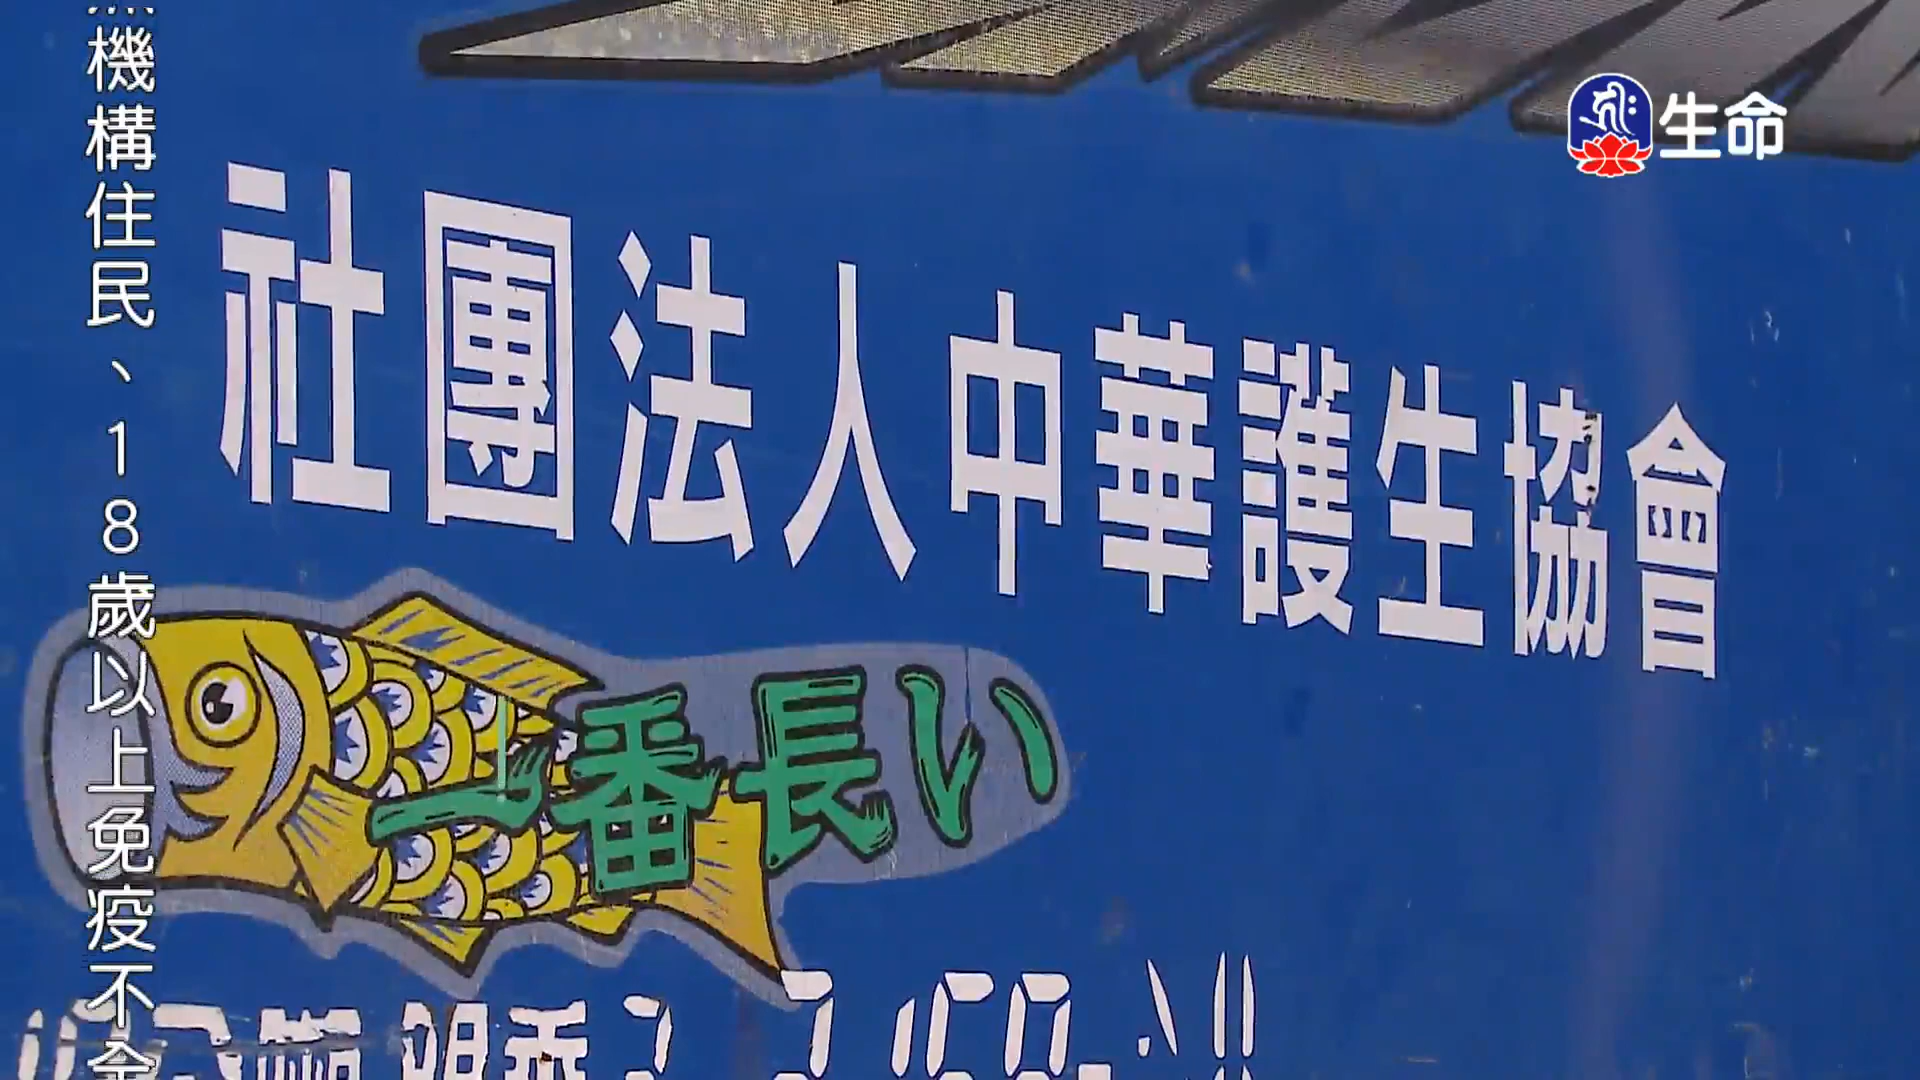 機構住民、18歲以上免疫不全
生命
社團法人中華護生協會
一番長い